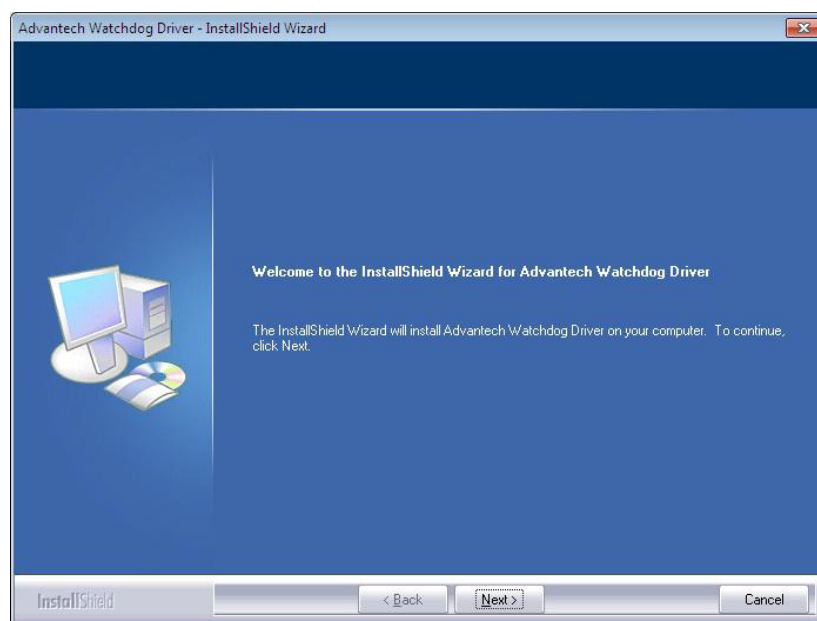 Advantech Watchdog Driver - InstallShield Wizard
Welcome to the InstallShield Wizard for Advantech Watchdog Driver
The InstallShield Wizard will install Advantech Watchdog Driver on your computer. To continue,
click Next.
InstallShield
< Back
Next >
Cancel